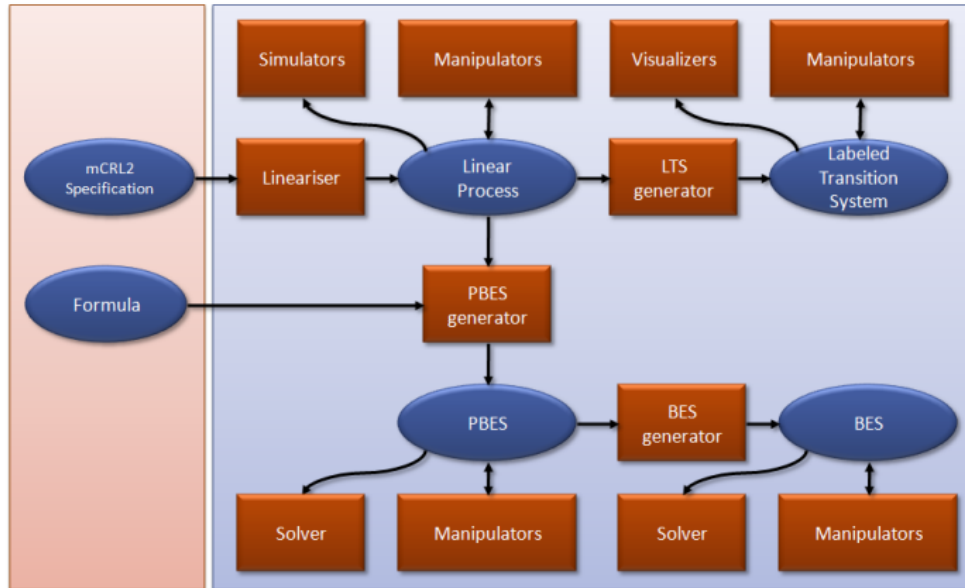 Simulators
Manipulators
Visualizers
Manipulators
mCRL2
Specification
Lineariser
Linear
Process
LTS
generator
Labeled
Transition
System
Formula
PBES
generator
PBES
BES
generator
BES
Solver
Manipulators
Solver
Manipulators